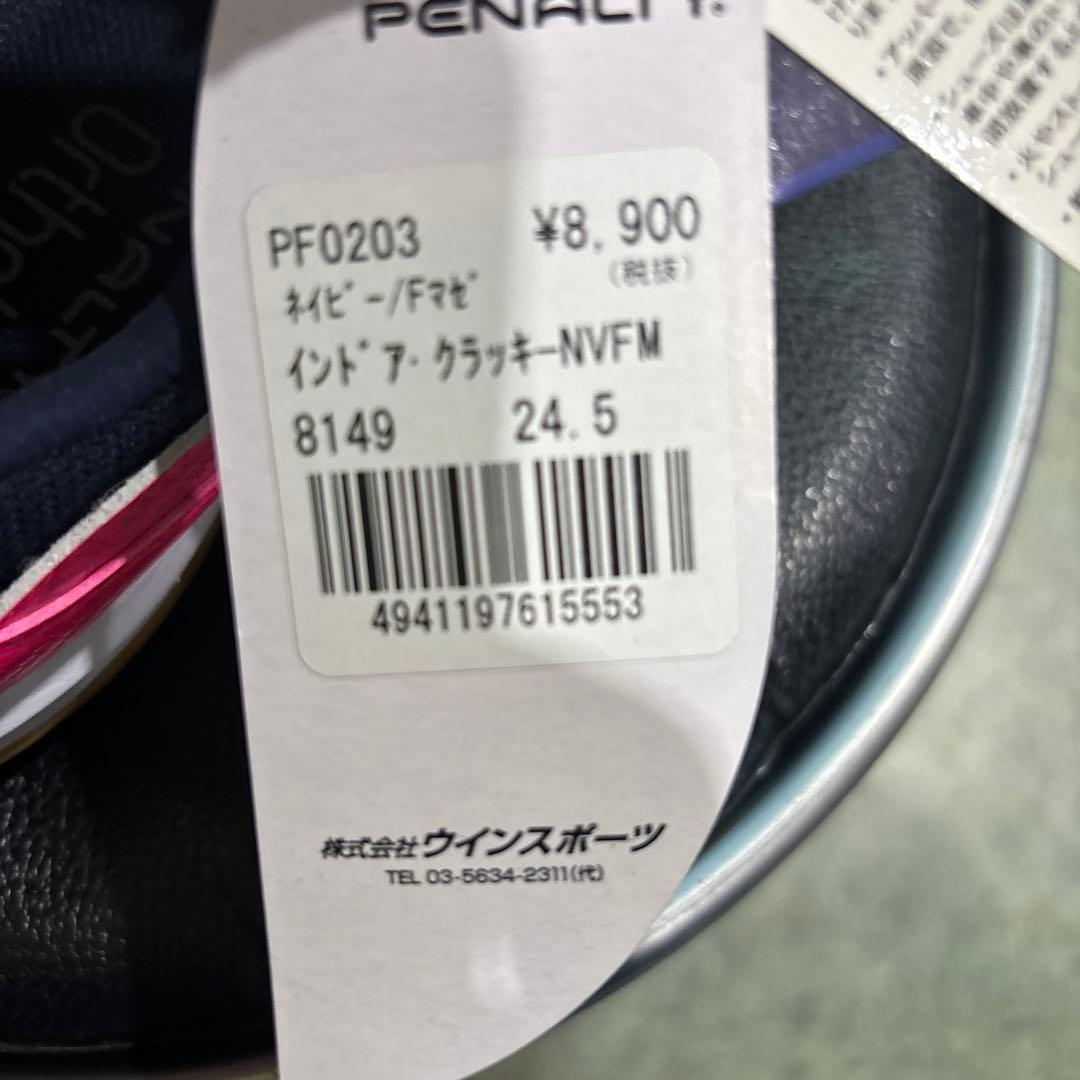 PENALTY.
PF0203 ¥8,900
(税抜)
ネイビー/Fマゼ
インドア・クラッキーNVFM
8149 24.5
4941197615553
株式会社ウインスポーツ
TEL 03-5634-2311(代)